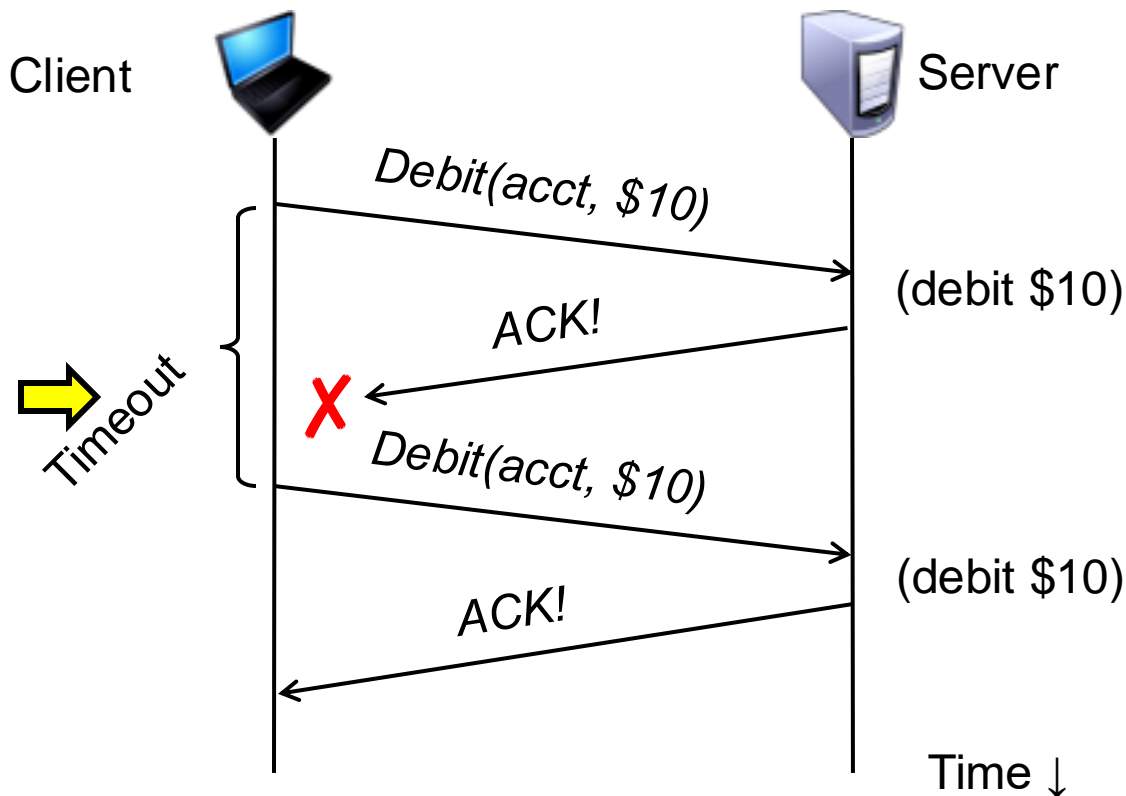 Client
Server
Debit(acct, $10)
(debit $10)
ACK!
Timeout
Debit(acct, $10)
(debit $10)
ACK!
Time ↓